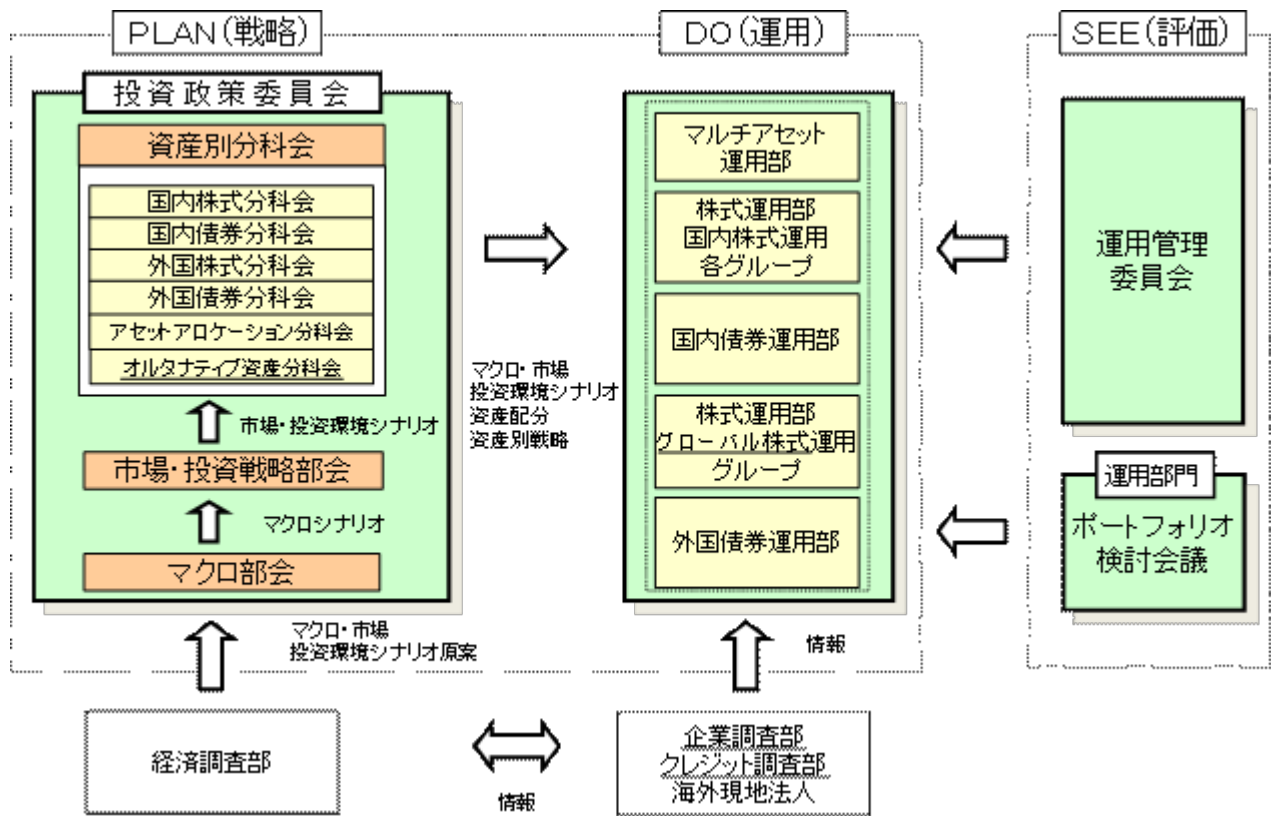 PLAN(戦略)
投資政策委員会
資産別分科会
国内株式分科会
国内債券分科会
外国株式分科会
外国債券分科会
アセットアロケーション分科会
オルタナティブ資産分科会
市場・投資環境シナリオ
市場・投資戦略部会
マクロシナリオ
マクロ部会
マクロ・市場
投資環境シナリオ原案
経済調査部
マクロ・市場
投資環境シナリオ
資産配分
資産別戦略
DO(運用)
マルチアセット
運用部
株式運用部
国内株式運用
各グループ
国内債券運用部
株式運用部
グローバル株式運用
グループ
外国債券運用部
情報
企業調査部
クレジット調査部
海外現地法人
情報
SEE(評価)
運用管理
委員会
運用部門
ポートフォリオ
検討会議